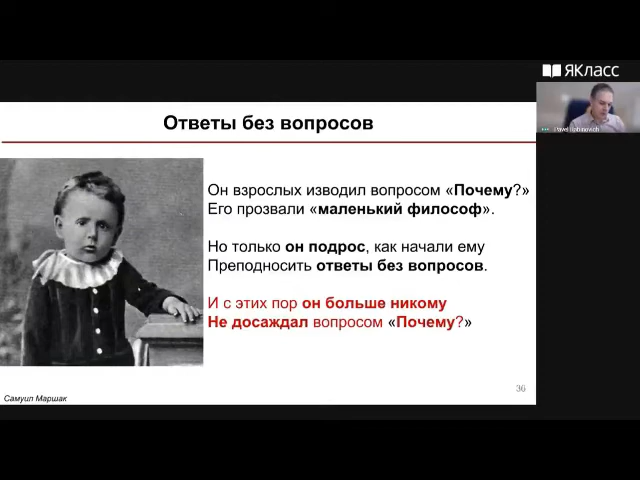 ЯКласс
Ответы без вопросов
Он взрослых изводил вопросом «Почему?»
Его прозвали «маленький философ».
Но только он подрос, как начали ему
Преподносить ответы без вопросов.
И с этих пор он больше никому
Не досаждал вопросом «Почему?»
36
Самуил Маршак